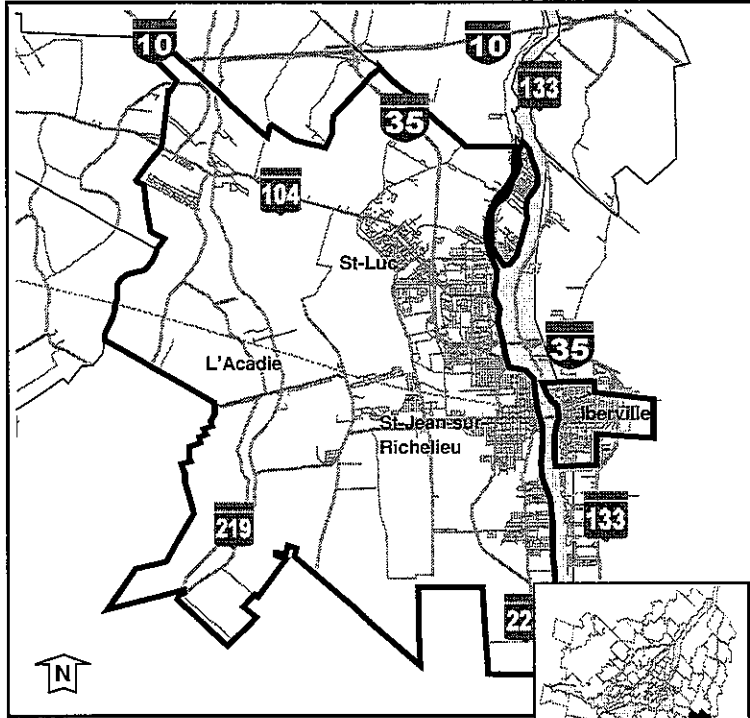 10
10
133
35
104
St-Luc
35
L'Acadie
Iberville
St-Jean-sur-
Richelieu
219
133
22
N